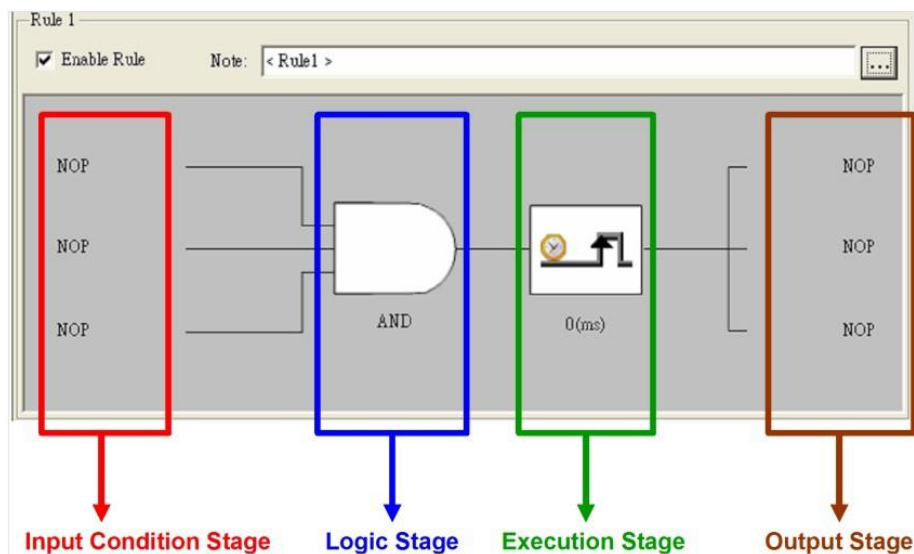 Rule 1
Enable Rule Note: < Rule1 > ...
NOP NOP
NOP NOP
AND 0(ms)
NOP NOP
Input Condition Stage Logic Stage Execution Stage Output Stage